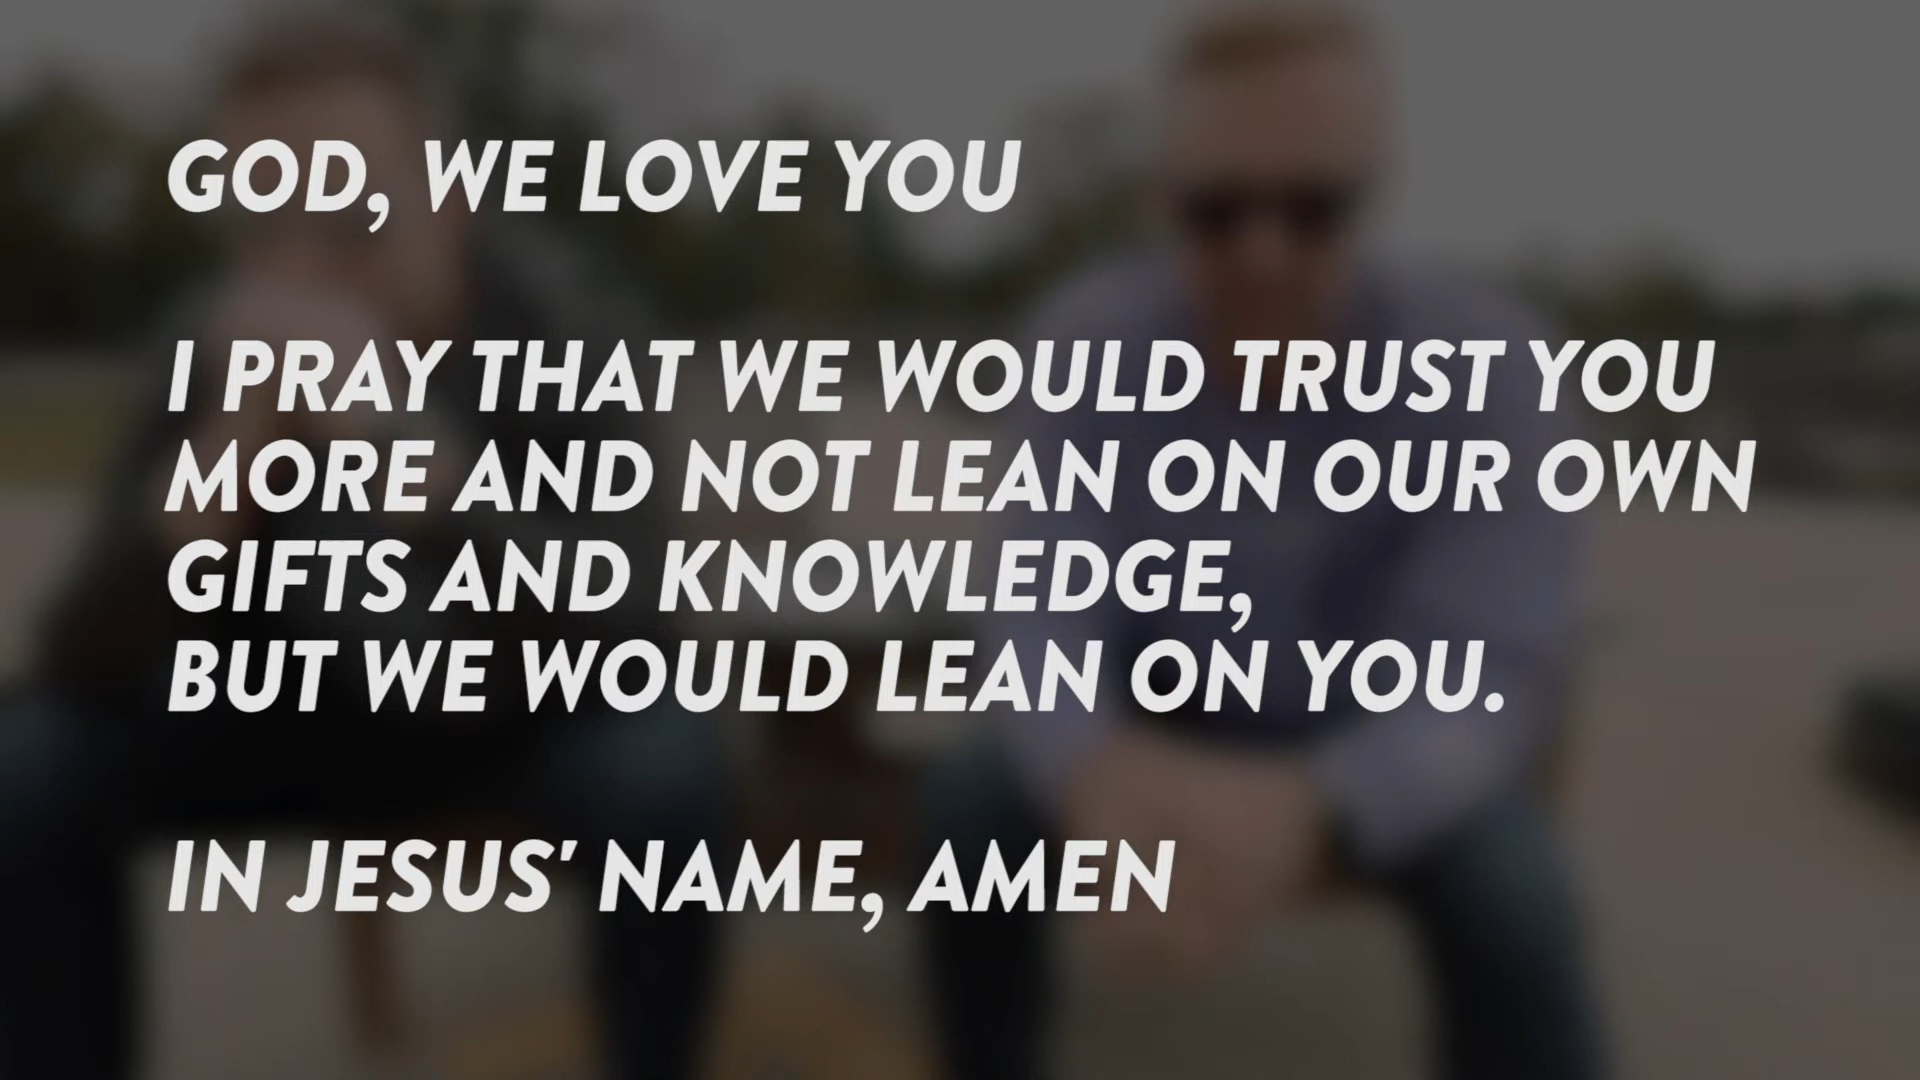 GOD, WE LOVE YOU
I PRAY THAT WE WOULD TRUST YOU
MORE AND NOT LEAN ON OUR OWN
GIFTS AND KNOWLEDGE,
BUT WE WOULD LEAN ON YOU.
IN JESUS' NAME, AMEN